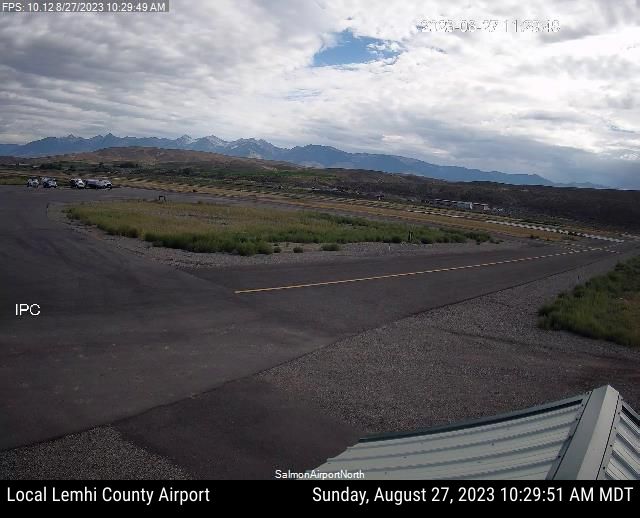 FPS: 10.12 8/27/2023 10:29:49 AM
IPC
SalmonAirportNorth
Local Lemhi County Airport
Sunday, August 27, 2023 10:29:51 AM MDT